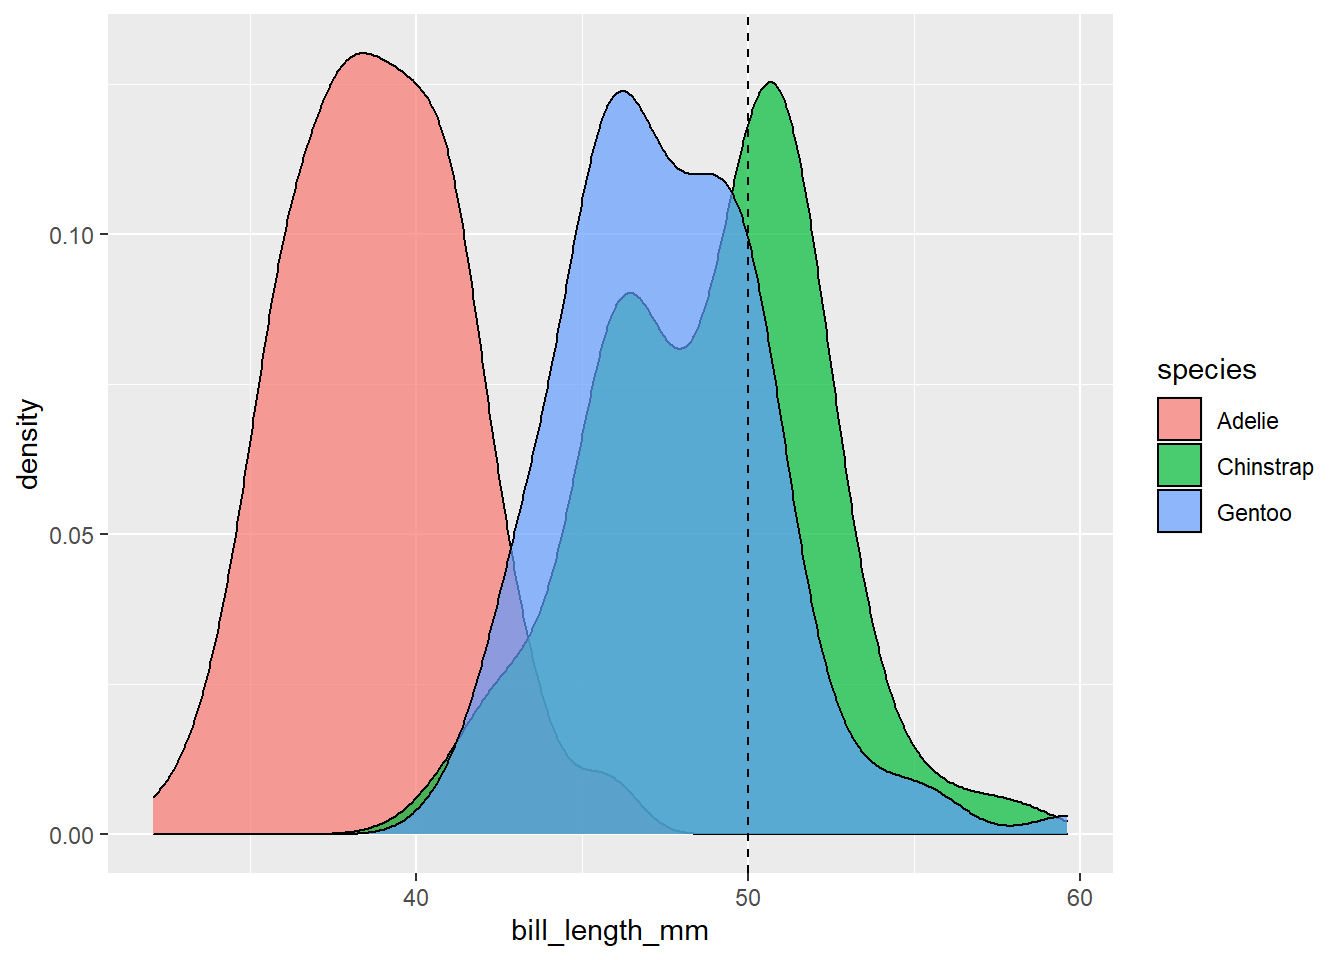 density
0.10
0.05
0.00
40
50
60
bill_length_mm
species
Adelie
Chinstrap
Gentoo